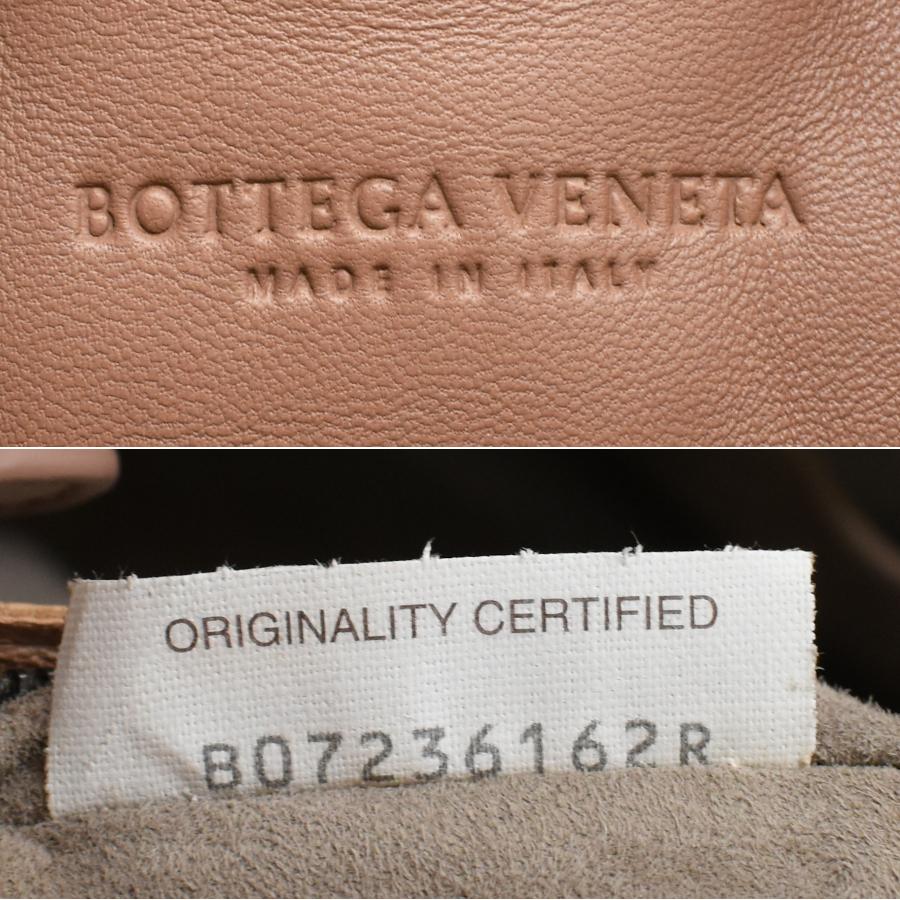 BOTTEGA VENETA
MADE IN ITALY
ORIGINALITY CERTIFIED
B07236162R